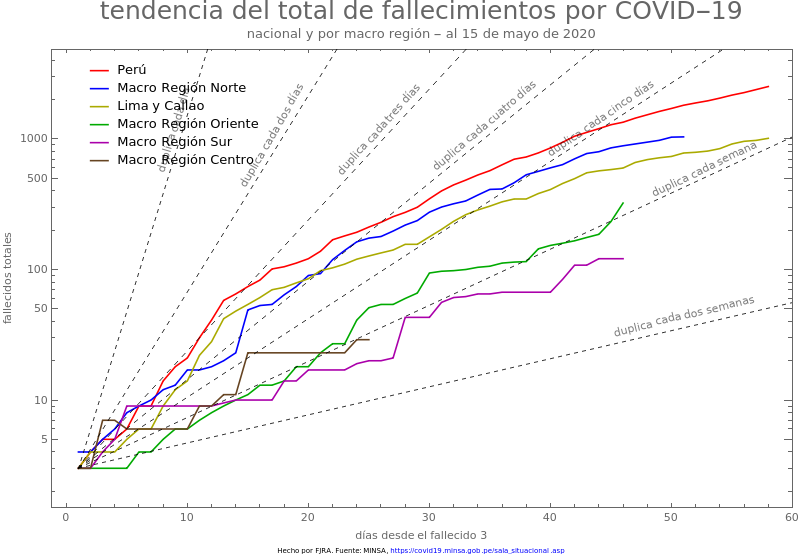 tendencia del total de fallecimientos por COVID−19
nacional y por macro región − al 15 de mayo de 2020
Perú
Macro Región Norte
Lima y Callao
Macro Región Oriente
Macro Región Sur
Macro Región Centro
duplica cada día
duplica cada dos días
duplica cada tres días
duplica cada cuatro días
duplica cada cinco días
duplica cada semana
duplica cada dos semanas
fallecidos totales
1000
500
100
50
10
5
0 10 20 30 40 50 60
días desde el fallecido 3
Hecho por FJRA. Fuente: MINSA, https://covid19.minsa.gob.pe/sala_situacional .asp